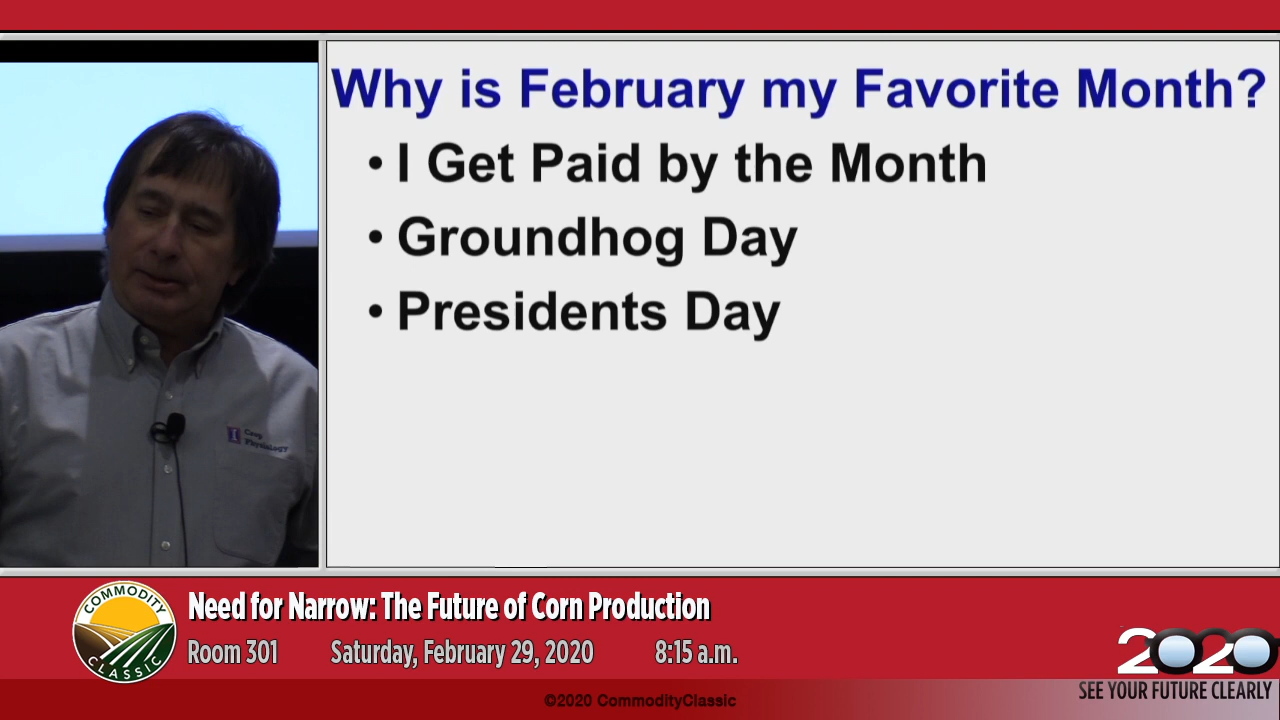 Why is February my Favorite Month?
• I Get Paid by the Month
• Groundhog Day
• Presidents Day
I Crop
Physiology
COMMODITY
CLASSIC
Need for Narrow: The Future of Corn Production
Room 301 Saturday, February 29, 2020 8:15 a.m.
2020
SEE YOUR FUTURE CLEARLY
©2020 CommodityClassic